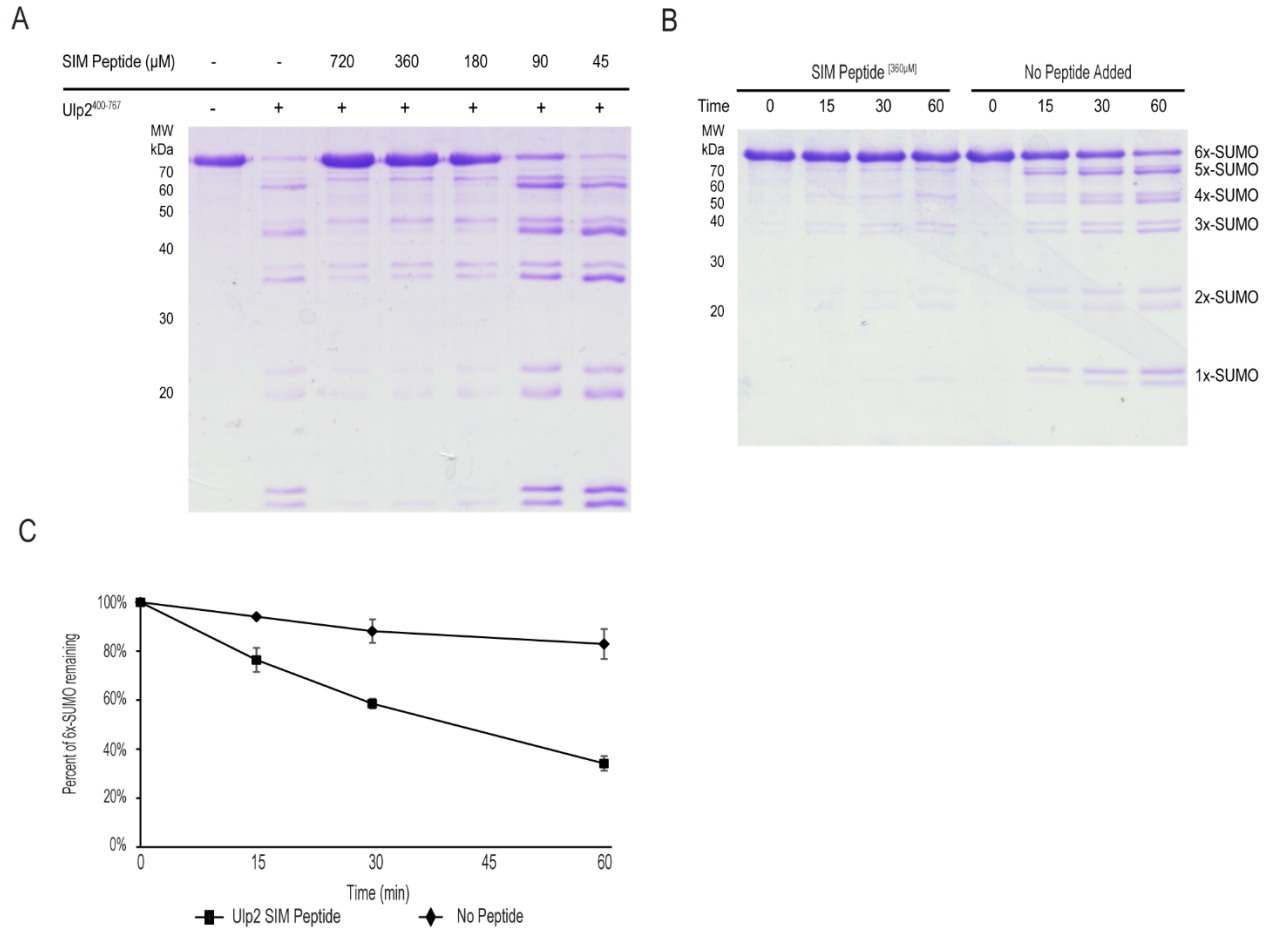 A
SIM Peptide (µM) - - 720 360 180 90 45
Ulp2400-767 - + + + + + +
MW
kDa
70
60
50
40
30
20
B
SIM Peptide [360µM] No Peptide Added
Time 0 15 30 60 0 15 30 60
MW
kDa
70
60
50
40
30
20
6x-SUMO
5x-SUMO
4x-SUMO
3x-SUMO
2x-SUMO
1x-SUMO
C
Percent of 6x-SUMO remaining
100%
80%
60%
40%
20%
0%
0 15 30 45 60
Time (min)
Ulp2 SIM Peptide No Peptide